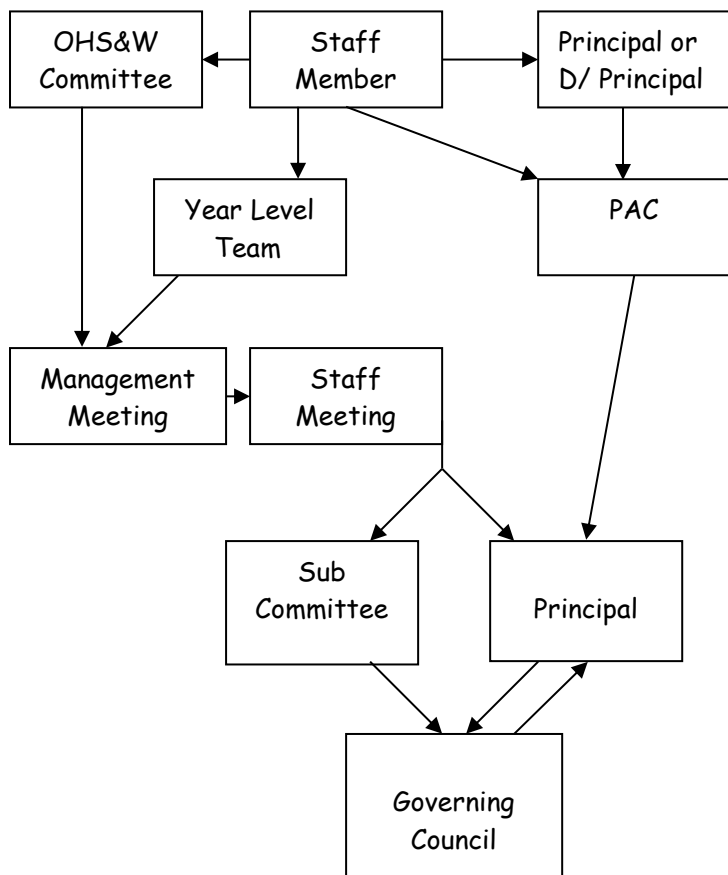 OHS&W
Committee
Staff
Member
Principal or
D/ Principal
Year Level
Team
PAC
Management
Meeting
Staff
Meeting
Sub
Committee
Principal
Governing
Council